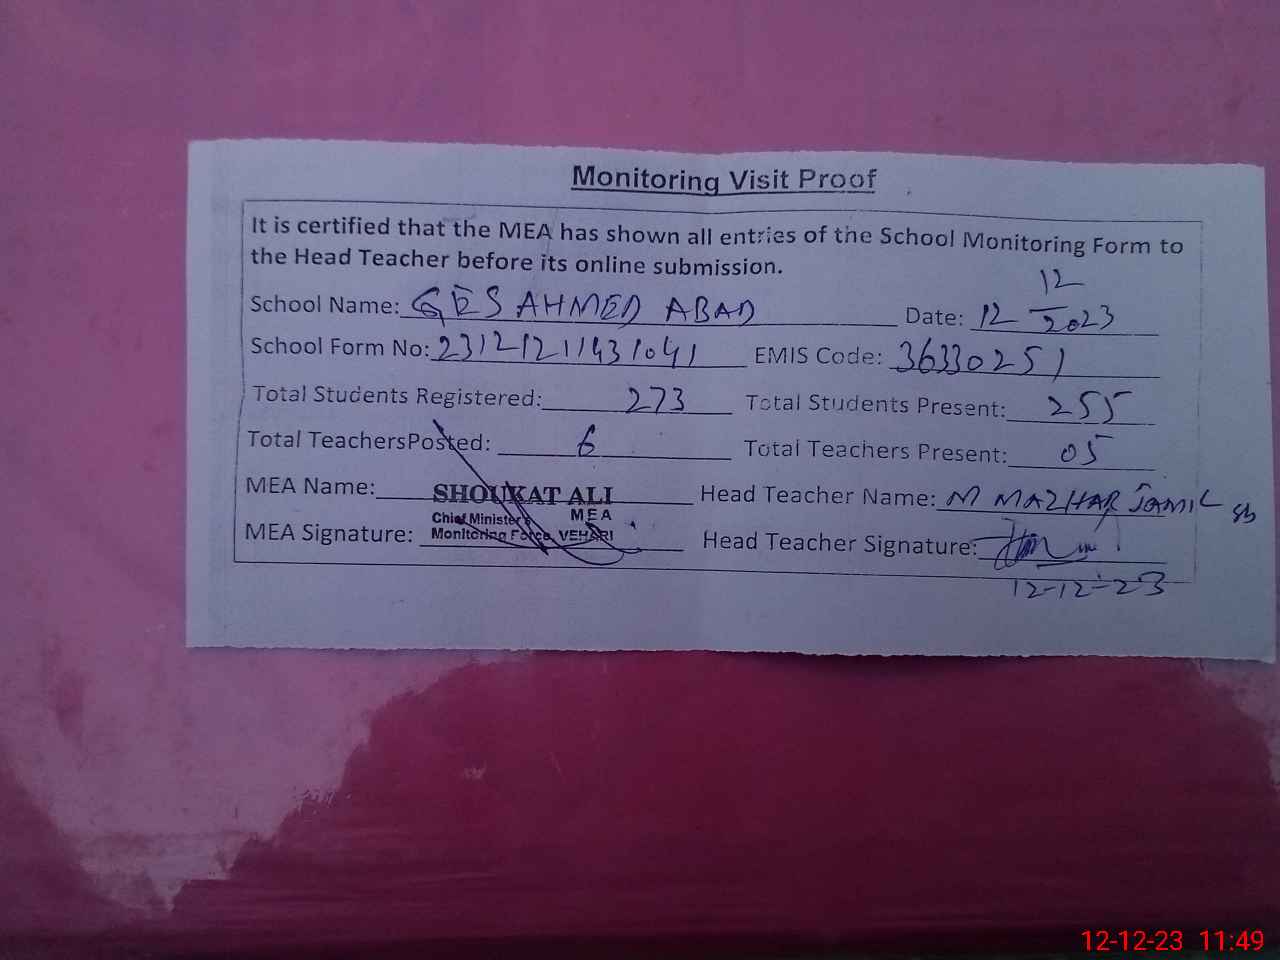 Monitoring Visit Proof
It is certified that the MEA has shown all entries of the School Monitoring Form to
the Head Teacher before its online submission.
School Name: GES AHMED ABAD Date: 12 12/2023
School Form No: 23121211431041 EMIS Code: 36330251
Total Students Registered: 273 Total Students Present: 255
Total TeachersPosted: 6 Total Teachers Present: 05
MEA Name: SHOUKAT ALI Head Teacher Name: M MAZHAR JAMIL
Chief Minister's MEA
MEA Signature: Monitoring Force, VEHARI Head Teacher Signature:
12-12-23
12-12-23 11:49